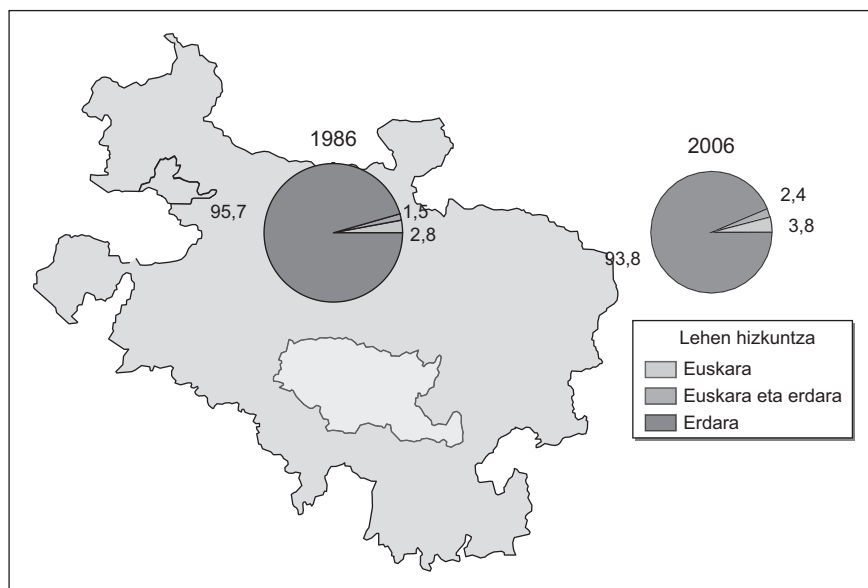 1986
95,7
1,5
2,8
2006
2,4
3,8
93,8
Lehen hizkuntza
Euskara
Euskara eta erdara
Erdara